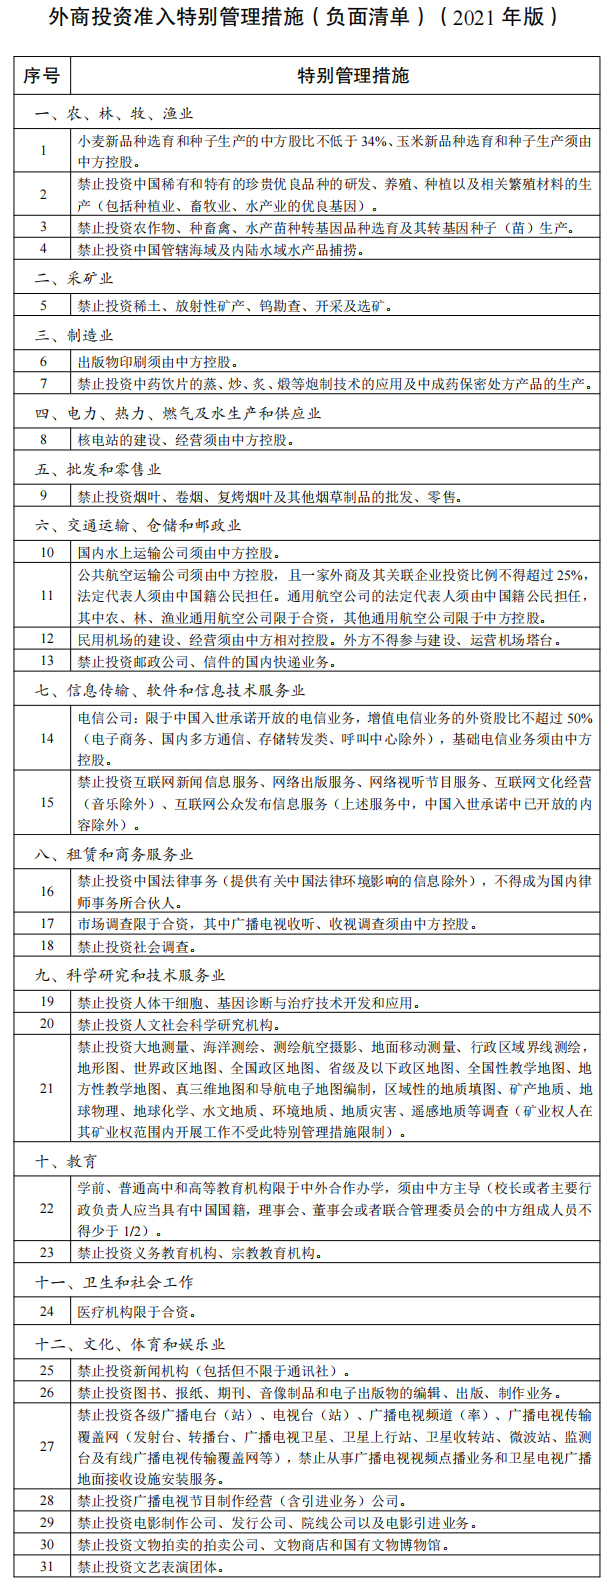 外商投资准入特别管理措施（负面清单）（2021 年版）
序号 特别管理措施
一、农、林、牧、渔业
1 小麦新品种选育和种子生产的中方股比不低于 34%、玉米新品种选育和种子生产须由
中方控股。
2 禁止投资中国稀有和特有的珍贵优良品种的研发、养殖、种植以及相关繁殖材料的生
产（包括种植业、畜牧业、水产业的优良基因）。
3 禁止投资农作物、种畜禽、水产苗种转基因品种选育及其转基因种子（苗）生产。
4 禁止投资中国管辖海域及内陆水域水产品捕捞。
二、采矿业
5 禁止投资稀土、放射性矿产、钨勘查、开采及选矿。
三、制造业
6 出版物印刷须由中方控股。
7 禁止投资中药饮片的蒸、炒、炙、煅等炮制技术的应用及中成药保密处方产品的生产。
四、电力、热力、燃气及水生产和供应业
8 核电站的建设、经营须由中方控股。
五、批发和零售业
9 禁止投资烟叶、卷烟、复烤烟叶及其他烟草制品的批发、零售。
六、交通运输、仓储和邮政业
10 国内水上运输公司须由中方控股。
11 公共航空运输公司须由中方控股，且一家外商及其关联企业投资比例不得超过 25%，
法定代表人须由中国籍公民担任。通用航空公司的法定代表人须由中国籍公民担任，
其中农、林、渔业通用航空公司限于合资，其他通用航空公司限于中方控股。
12 民用机场的建设、经营须由中方相对控股。外方不得参与建设、运营机场塔台。
13 禁止投资邮政公司、信件的国内快递业务。
七、信息传输、软件和信息技术服务业
14 电信公司：限于中国入世承诺开放的电信业务，增值电信业务的外资股比不超过 50%
（电子商务、国内多方通信、存储转发类、呼叫中心除外），基础电信业务须由中方
控股。
15 禁止投资互联网新闻信息服务、网络出版服务、网络视听节目服务、互联网文化经营
（音乐除外）、互联网公众发布信息服务（上述服务中，中国入世承诺中已开放的内
容除外）。
八、租赁和商务服务业
16 禁止投资中国法律事务（提供有关中国法律环境影响的信息除外），不得成为国内律
师事务所合伙人。
17 市场调查限于合资，其中广播电视收听、收视调查须由中方控股。
18 禁止投资社会调查。
九、科学研究和技术服务业
19 禁止投资人体干细胞、基因诊断与治疗技术开发和应用。
20 禁止投资人文社会科学研究机构。
21 禁止投资大地测量、海洋测绘、测绘航空摄影、地面移动测量、行政区域界线测绘，
地形图、世界政区地图、全国政区地图、省级及以下政区地图、全国性教学地图、地
方性教学地图、真三维地图和导航电子地图编制，区域性的地质填图、矿产地质、地
球物理、地球化学、水文地质、环境地质、地质灾害、遥感地质等调查（矿业权人在
其矿业权范围内开展工作不受此特别管理措施限制）。
十、教育
22 学前、普通高中和高等教育机构限于中外合作办学，须由中方主导（校长或者主要行
政负责人应当具有中国国籍，理事会、董事会或者联合管理委员会的中方组成人员不
得少于 1/2）。
23 禁止投资义务教育机构、宗教教育机构。
十一、卫生和社会工作
24 医疗机构限于合资。
十二、文化、体育和娱乐业
25 禁止投资新闻机构（包括但不限于通讯社）。
26 禁止投资图书、报纸、期刊、音像制品和电子出版物的编辑、出版、制作业务。
27 禁止投资各级广播电台（站）、电视台（站）、广播电视频道（率）、广播电视传输
覆盖网（发射台、转播台、广播电视卫星、卫星上行站、卫星收转站、微波站、监测
台及有线广播电视传输覆盖网等），禁止从事广播电视视频点播业务和卫星电视广播
地面接收设施安装服务。
28 禁止投资广播电视节目制作经营（含引进业务）公司。
29 禁止投资电影制作公司、发行公司、院线公司以及电影引进业务。
30 禁止投资文物拍卖的拍卖公司、文物商店和国有文物博物馆。
31 禁止投资文艺表演团体。